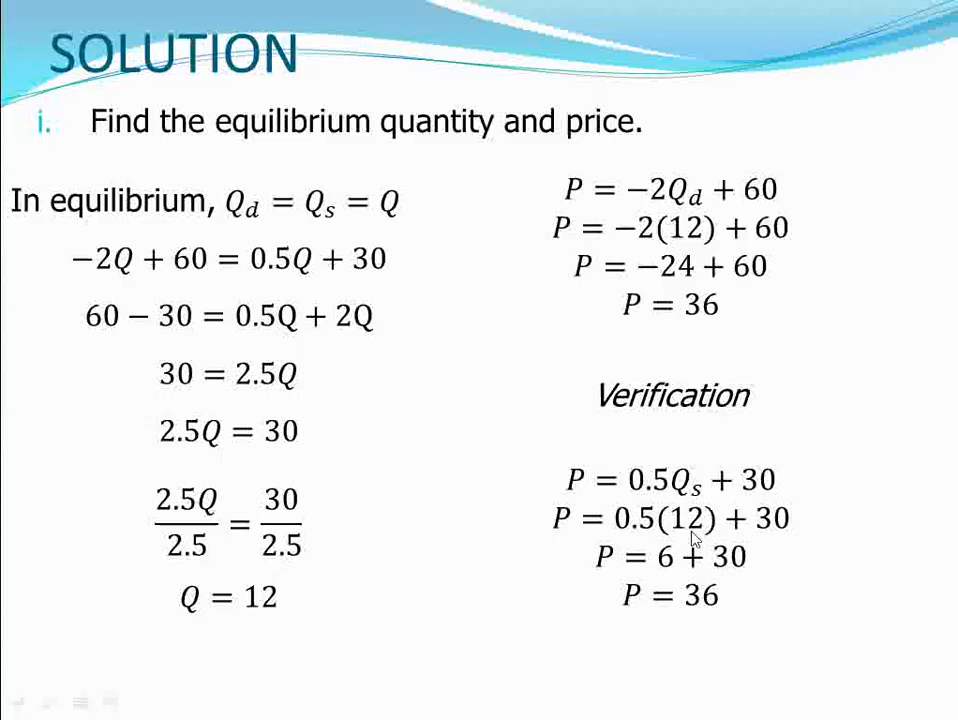 SOLUTION
i. Find the equilibrium quantity and price.
In equilibrium, Q_d = Q_s = Q
−2Q + 60 = 0.5Q + 30
60 − 30 = 0.5Q + 2Q
30 = 2.5Q
2.5Q = 30
2.5Q/2.5 = 30/2.5
Q = 12
P = −2Q_d + 60
P = −2(12) + 60
P = −24 + 60
P = 36
Verification
P = 0.5Q_s + 30
P = 0.5(12) + 30
P = 6 + 30
P = 36